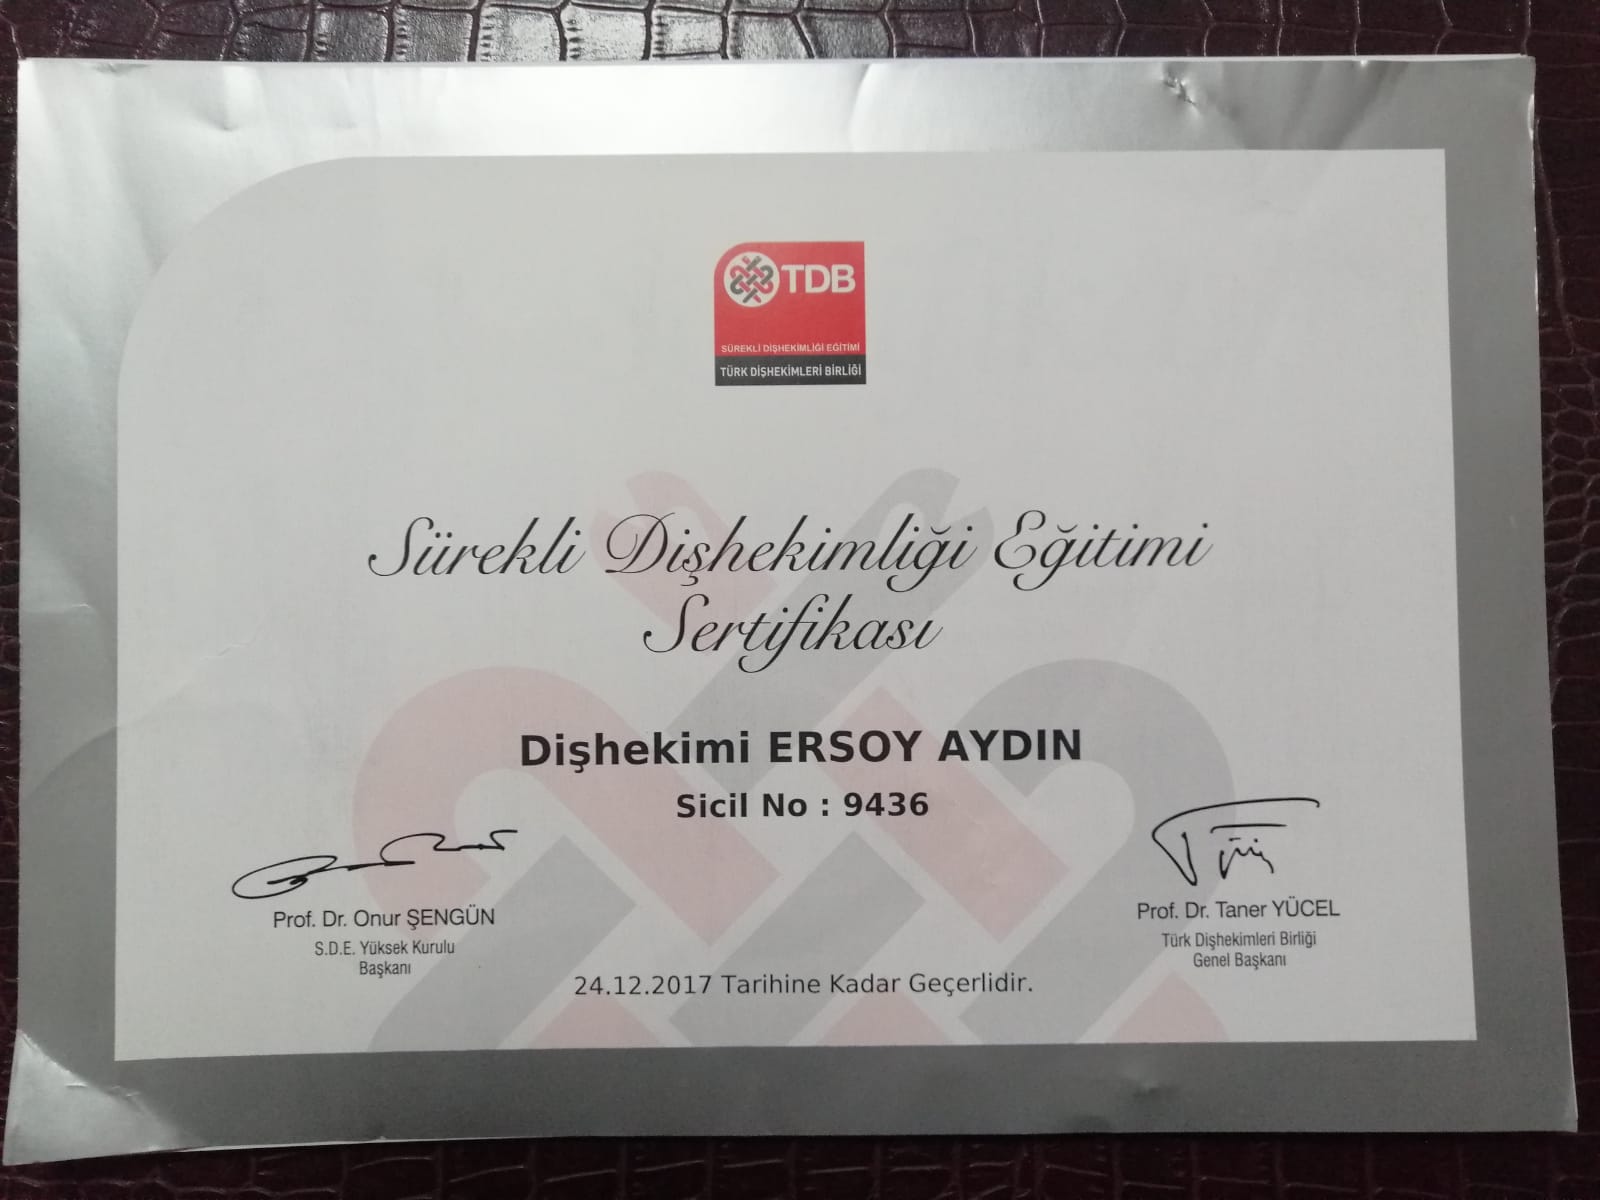 TDB
SÜREKLİ DİŞHEKİMLİĞİ EĞİTİMİ
TÜRK DİŞHEKİMLERİ BİRLİĞİ
Sürekli Dişhekimliği Eğitimi
Sertifikası
Dişhekimi ERSOY AYDIN
Sicil No : 9436
Prof. Dr. Onur ŞENGÜN
S.D.E. Yüksek Kurulu
Başkanı
Prof. Dr. Taner YÜCEL
Türk Dişhekimleri Birliği
Genel Başkanı
24.12.2017 Tarihine Kadar Geçerlidir.